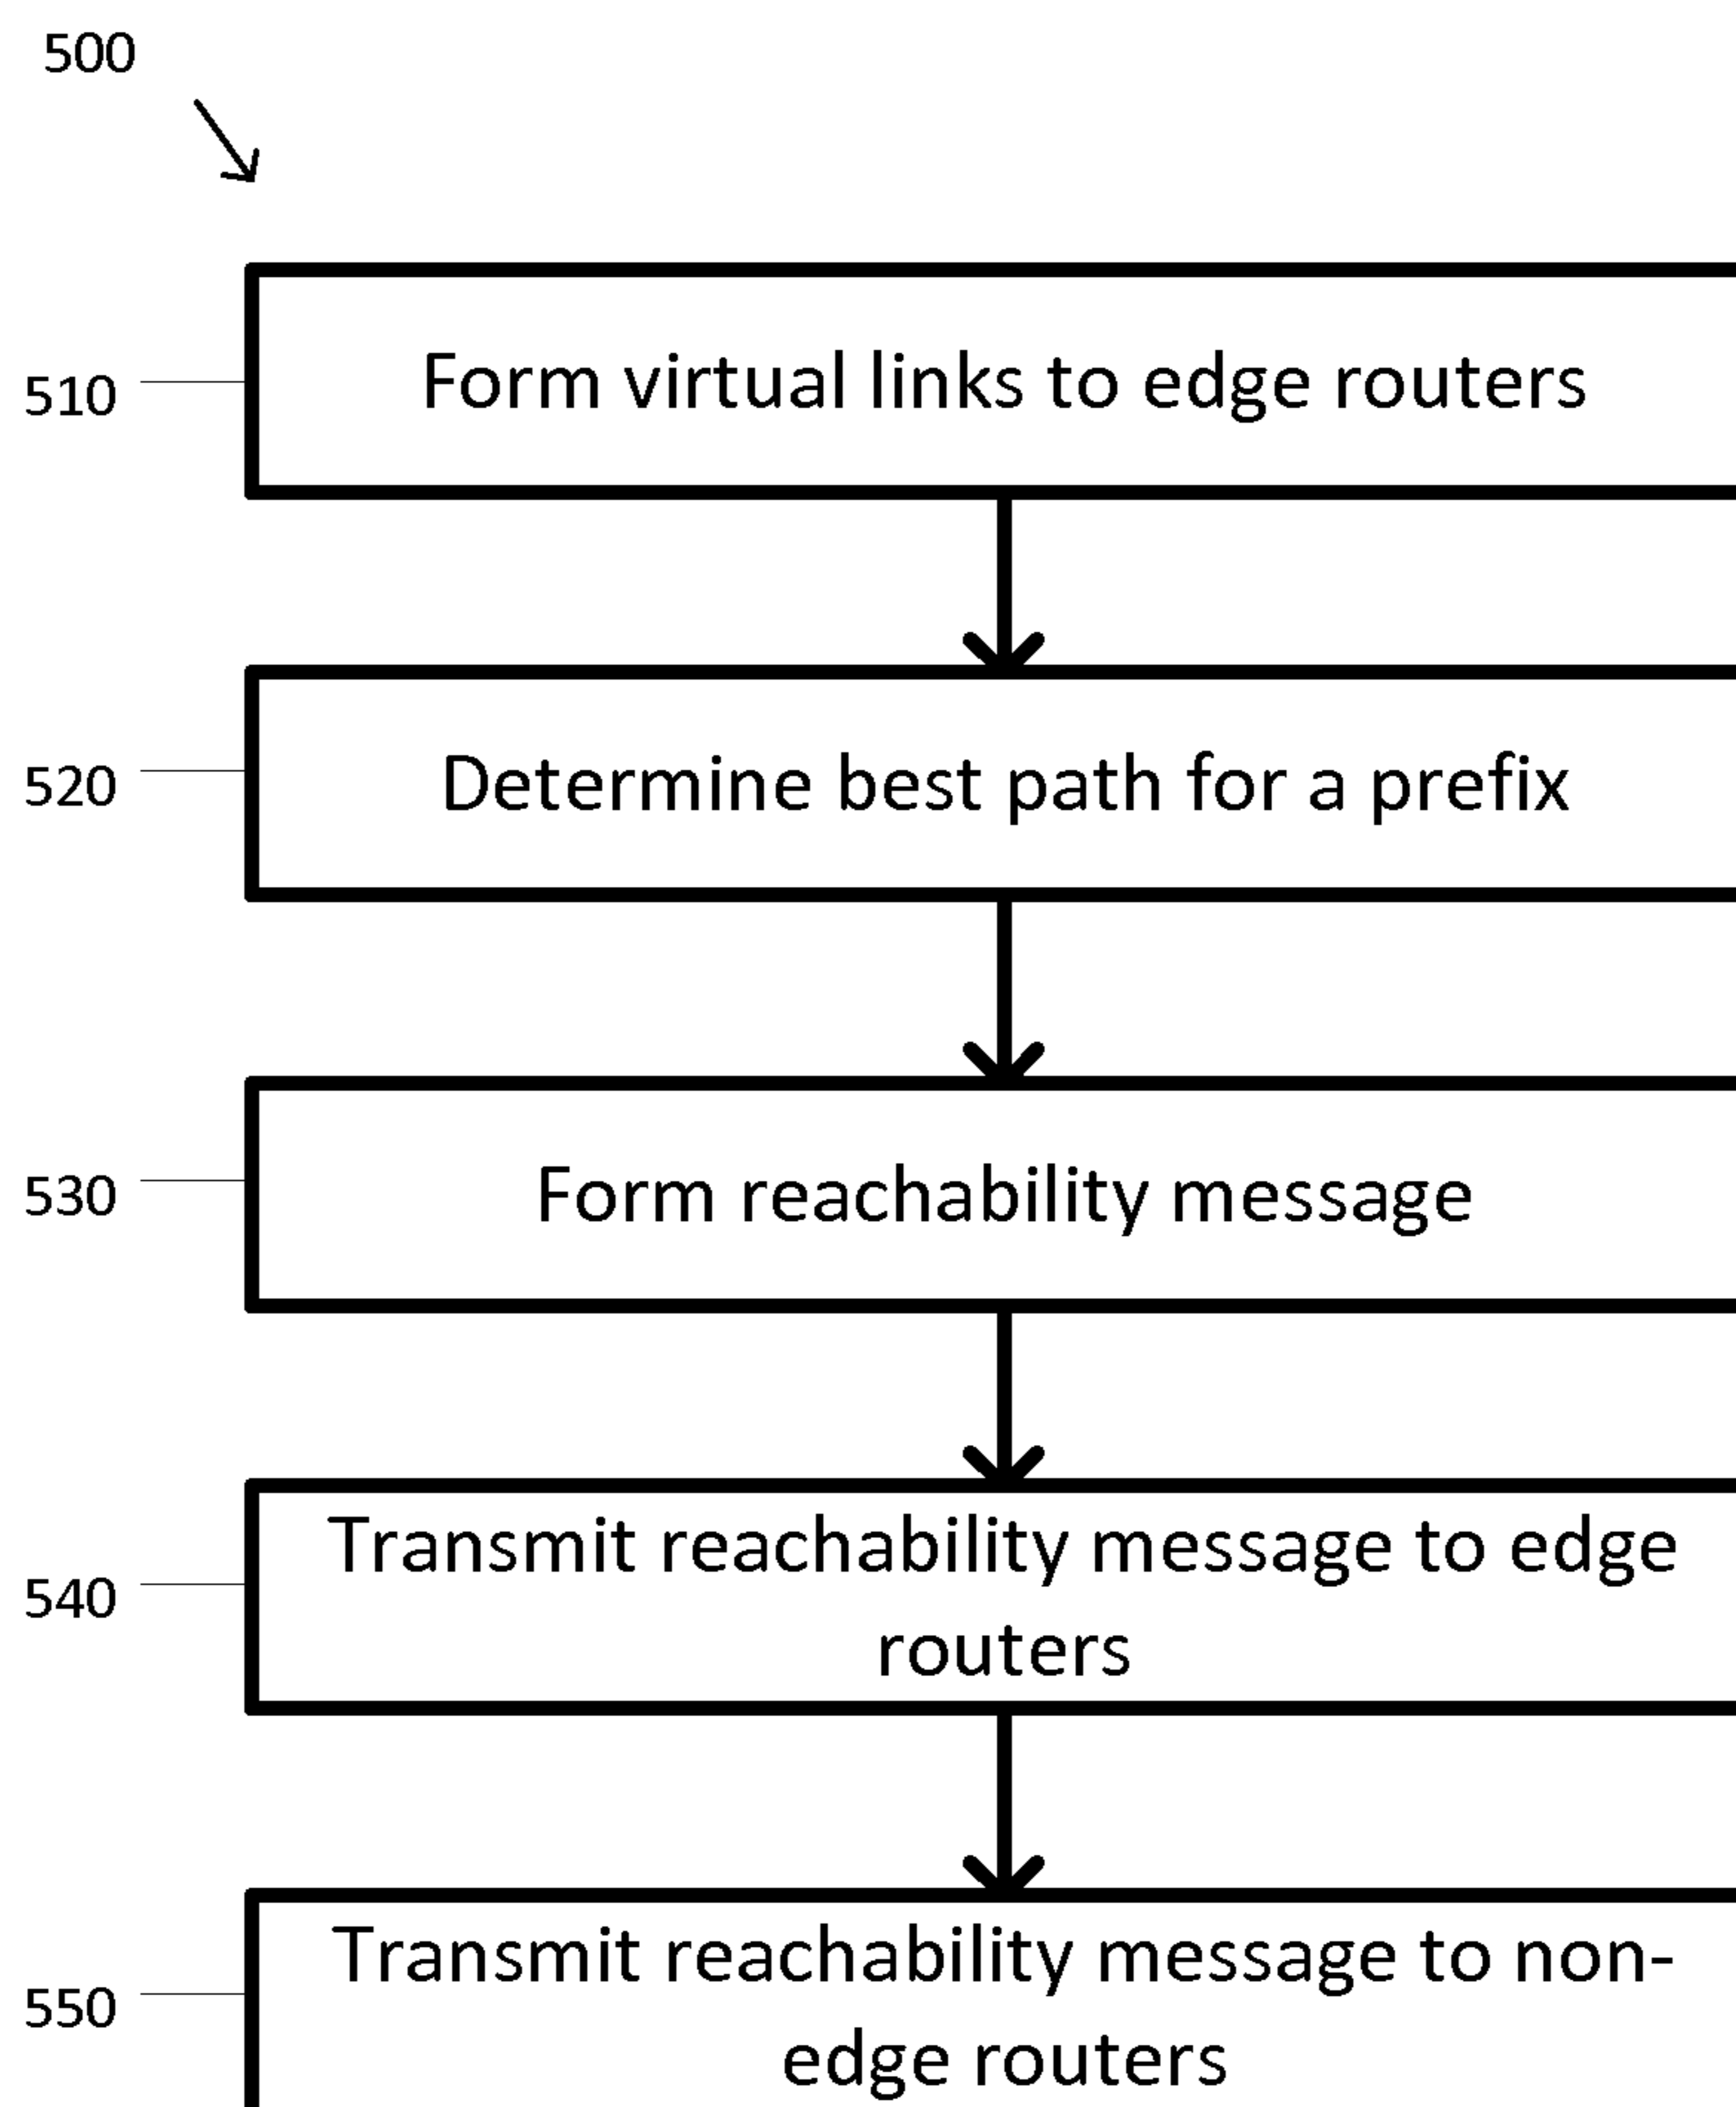 500
510
Form virtual links to edge routers
520
Determine best path for a prefix
530
Form reachability message
540
Transmit reachability message to edge
routers
550
Transmit reachability message to non-
edge routers